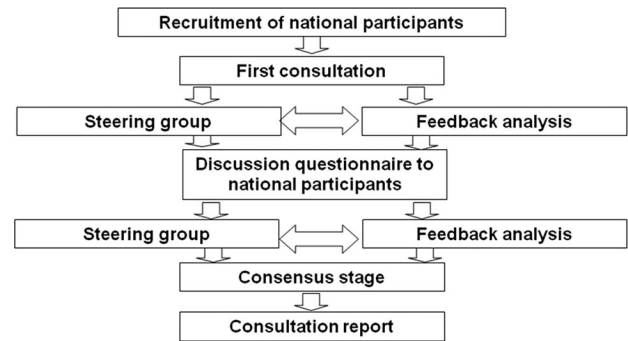 Recruitment of national participants
First consultation
Steering group
Feedback analysis
Discussion questionnaire to
national participants
Steering group
Feedback analysis
Consensus stage
Consultation report